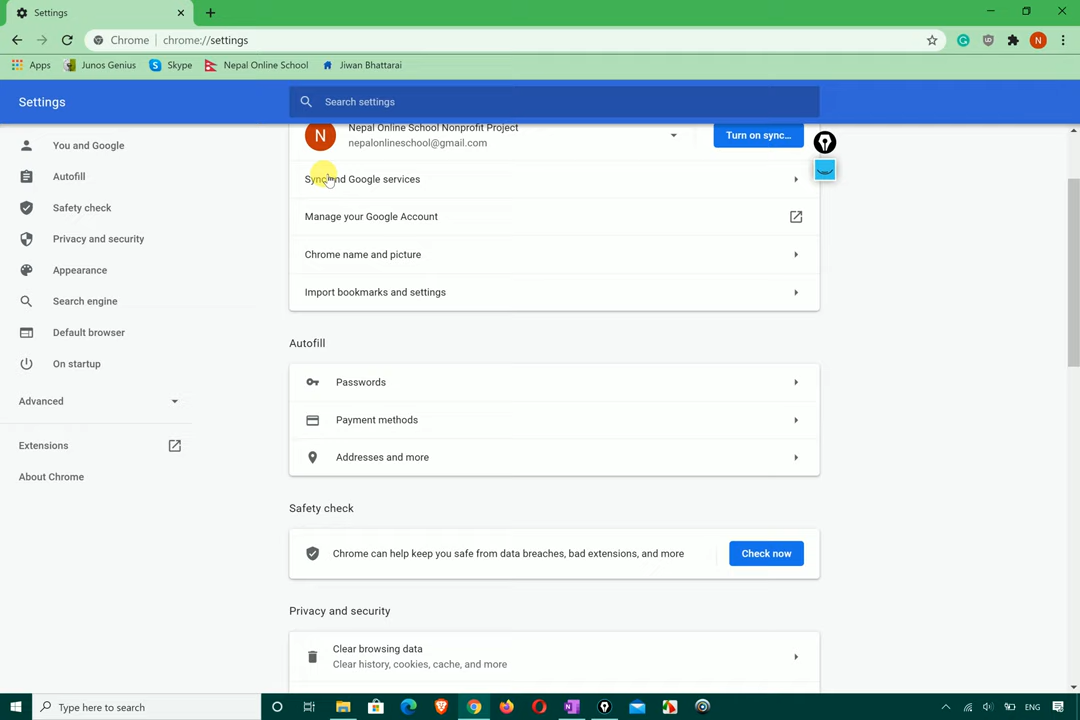 Settings
Chrome
chrome://settings
N
Apps
Junos Genius
Skype
Nepal Online School
Jiwan Bhattarai
Settings
Search settings
You and Google
Autofill
Safety check
Privacy and security
Appearance
Search engine
Default browser
On startup
Advanced
Extensions
About Chrome
N
Nepal Online School Nonprofit Project
nepalonlineschool@gmail.com
Turn on sync...
Sync and Google services
Manage your Google Account
Chrome name and picture
Import bookmarks and settings
Autofill
Passwords
Payment methods
Addresses and more
Safety check
Chrome can help keep you safe from data breaches, bad extensions, and more
Check now
Privacy and security
Clear browsing data
Clear history, cookies, cache, and more
Type here to search
ENG